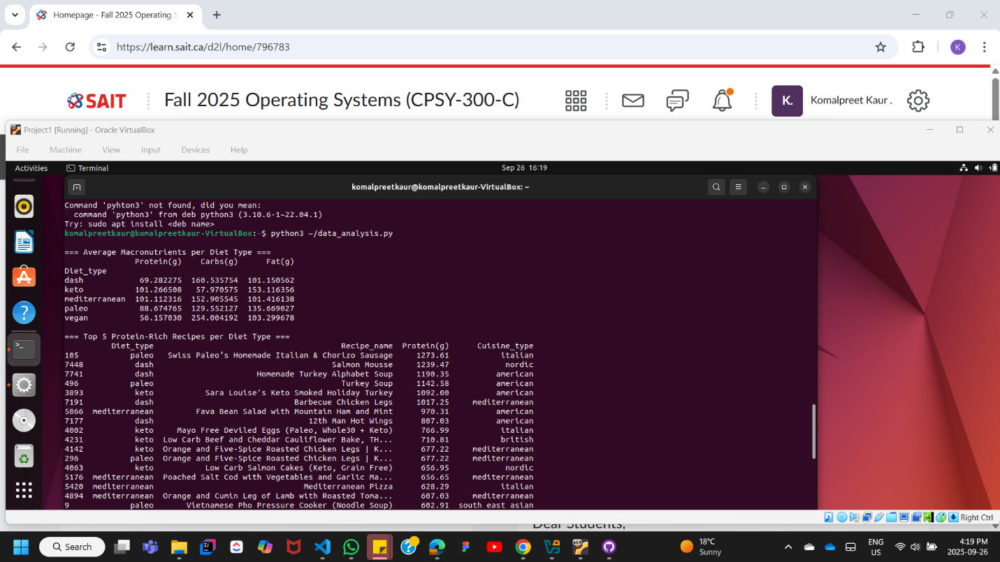 Homepage - Fall 2025 Operating S
https://learn.sait.ca/d2l/home/796783
K
SAIT
Fall 2025 Operating Systems (CPSY-300-C)
K.
Komalpreet Kaur .
Project1 [Running] - Oracle VirtualBox
File Machine View Input Devices Help
Activities
Terminal
Sep 26 16:19
komalpreetkaur@komalpreetkaur-VirtualBox: ~
Command 'pyhton3' not found, did you mean:
command 'python3' from deb python3 (3.10.6-1~22.04.1)
Try: sudo apt install <deb name>
komalpreetkaur@komalpreetkaur-VirtualBox:~$ python3 ~/data_analysis.py
=== Average Macronutrients per Diet Type ===
Protein(g) Carbs(g) Fat(g)
Diet_type
dash 69.282275 160.535754 101.150562
keto 101.266508 57.970575 153.116356
mediterranean 101.112316 152.905545 101.416138
paleo 88.674765 129.552127 135.669027
vegan 56.157030 254.004192 103.299678
=== Top 5 Protein-Rich Recipes per Diet Type ===
Diet_type Recipe_name Protein(g) Cuisine_type
105 paleo Swiss Paleo’s Homemade Italian & Chorizo Sausage 1273.61 italian
7448 dash Salmon Mousse 1239.47 nordic
7741 dash Homemade Turkey Alphabet Soup 1190.35 american
496 paleo Turkey Soup 1142.58 american
3893 keto Sara Louise's Keto Smoked Holiday Turkey 1092.00 american
7191 dash Barbecue Chicken Legs 1017.25 mediterranean
5066 mediterranean Fava Bean Salad with Mountain Ham and Mint 970.31 american
7177 dash 12th Man Hot Wings 807.03 american
4002 keto Mayo Free Deviled Eggs (Paleo, Whole30 + Keto) 766.99 italian
4231 keto Low Carb Beef and Cheddar Cauliflower Bake, TH... 710.81 british
4142 keto Orange and Five-Spice Roasted Chicken Legs | K... 677.22 mediterranean
296 paleo Orange and Five-Spice Roasted Chicken Legs | K... 677.22 mediterranean
4063 keto Low Carb Salmon Cakes (Keto, Grain Free) 656.95 nordic
5176 mediterranean Poached Salt Cod with Vegetables and Garlic Ma... 656.65 mediterranean
5420 mediterranean Mediterranean Pizza 628.29 italian
4894 mediterranean Orange and Cumin Leg of Lamb with Roasted Toma... 607.03 mediterranean
9 paleo Vietnamese Pho Pressure Cooker (Noodle Soup) 602.91 south east asian
Right Ctrl
Dear Students,
Search
18°C
Sunny
ENG
US
4:19 PM
2025-09-26